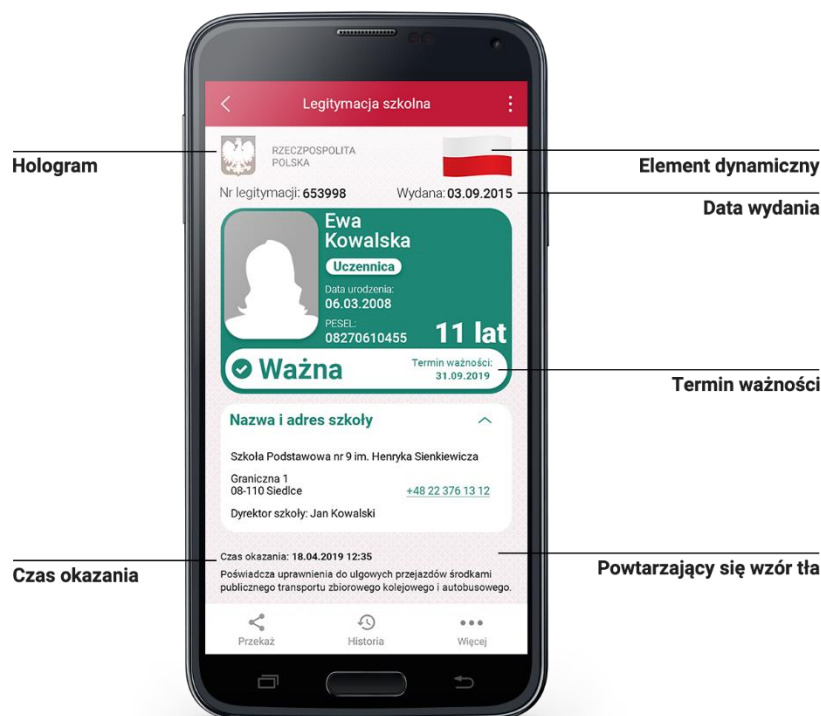 Legitymacja szkolna
Hologram
RZECZPOSPOLITA
POLSKA
Element dynamiczny
Nr legitymacji: 653998
Wydana: 03.09.2015
Data wydania
Ewa
Kowalska
Uczennica
Data urodzenia:
06.03.2008
PESEL:
08270610455
11 lat
Ważna
Termin ważności:
31.09.2019
Termin ważności
Nazwa i adres szkoły
Szkoła Podstawowa nr 9 im. Henryka Sienkiewicza
Graniczna 1
08-110 Siedlce
+48 22 376 13 12
Dyrektor szkoły: Jan Kowalski
Czas okazania: 18.04.2019 12:35
Czas okazania
Powtarzający się wzór tła
Poświadcza uprawnienia do ulgowych przejazdów środkami
publicznego transportu zbiorowego kolejowego i autobusowego.
Przekaż
Historia
Więcej